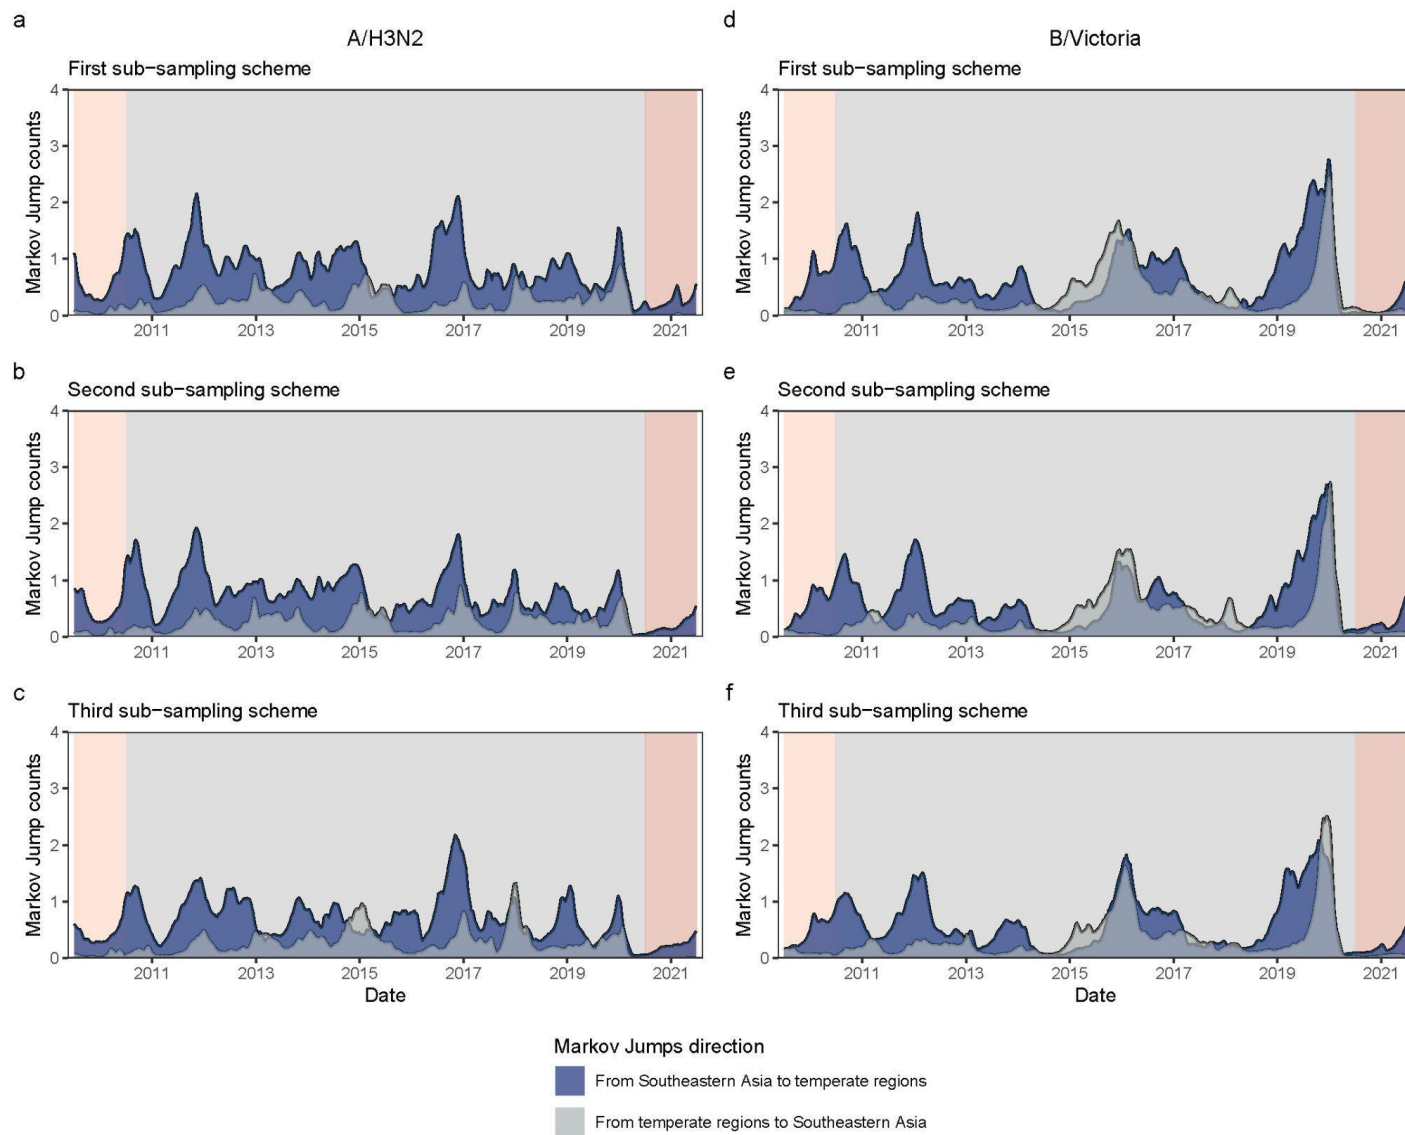 a
A/H3N2
First sub−sampling scheme
Markov Jump counts
4
3
2
1
0
2011 2013 2015 2017 2019 2021
b
Second sub−sampling scheme
Markov Jump counts
4
3
2
1
0
2011 2013 2015 2017 2019 2021
c
Third sub−sampling scheme
Markov Jump counts
4
3
2
1
0
2011 2013 2015 2017 2019 2021
Date
d
B/Victoria
First sub−sampling scheme
Markov Jump counts
4
3
2
1
0
2011 2013 2015 2017 2019 2021
e
Second sub−sampling scheme
Markov Jump counts
4
3
2
1
0
2011 2013 2015 2017 2019 2021
f
Third sub−sampling scheme
Markov Jump counts
4
3
2
1
0
2011 2013 2015 2017 2019 2021
Date
Markov Jumps direction
From Southeastern Asia to temperate regions
From temperate regions to Southeastern Asia